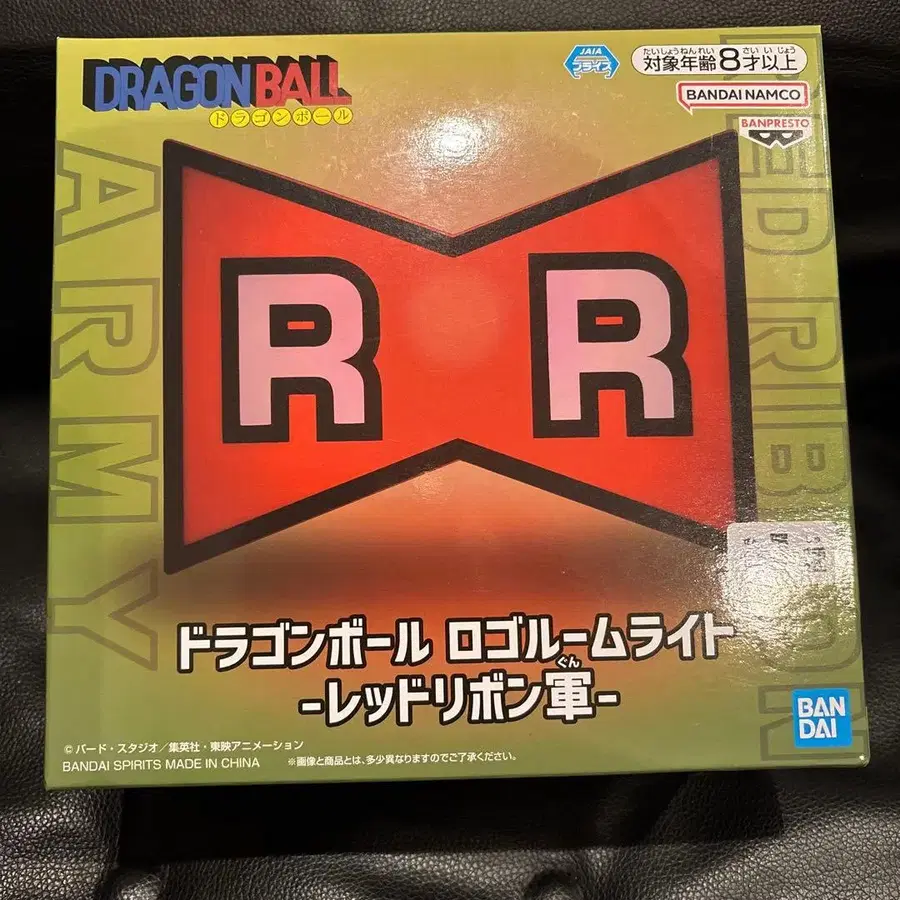 DRAGONBALL
ドラゴンボール
JAIA
プライズ
たいしょうねんれい さいいじょう
対象年齢8才以上
BANDAI NAMCO
BANPRESTO
ARMY
RED RIBBON
R R
ドラゴンボール ロゴルームライト
ぐん
-レッドリボン軍-
BAN
DAI
©バード・スタジオ/集英社・東映アニメーション
BANDAI SPIRITS MADE IN CHINA ※画像と商品とは、多少異なりますのでご了承ください。